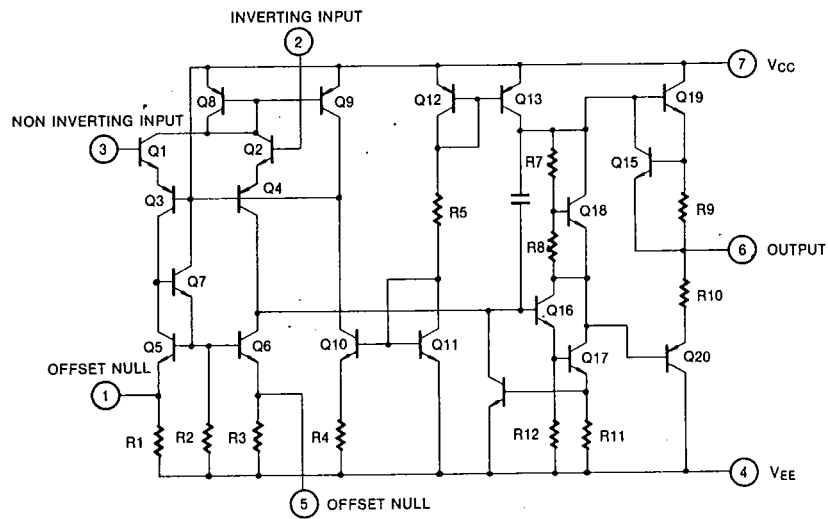 INVERTING INPUT
2
7 VCC
Q8
Q9
Q12
Q13
Q19
NON INVERTING INPUT
3
Q1
Q2
Q15
R7
Q3
Q4
R5
Q18
R9
R8
6 OUTPUT
Q7
R10
Q16
Q5
Q6
Q10
Q11
Q17
Q20
OFFSET NULL
1
R1
R2
R3
R4
R12
R11
4 VEE
5 OFFSET NULL